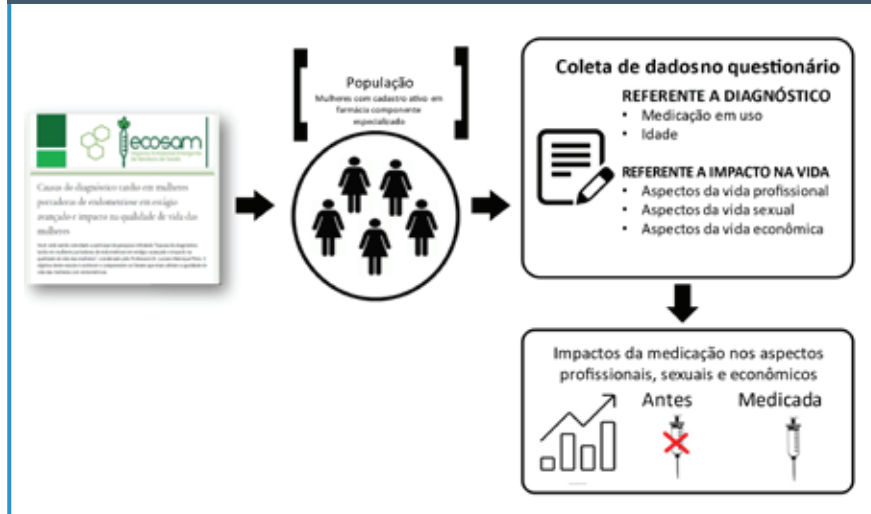 ecosam
Causas do diagnóstico tardio em mulheres
portadoras de endometriose em estágio
avançado e impacto na qualidade de vida das
mulheres
População
Mulheres com cadastro ativo em
farmácia componente
especializado
Coleta de dados no questionário
REFERENTE A DIAGNÓSTICO
• Medicação em uso
• Idade
REFERENTE A IMPACTO NA VIDA
• Aspectos da vida profissional
• Aspectos da vida sexual
• Aspectos da vida econômica
Impactos da medicação nos aspectos
profissionais, sexuais e econômicos
Antes
Medicada